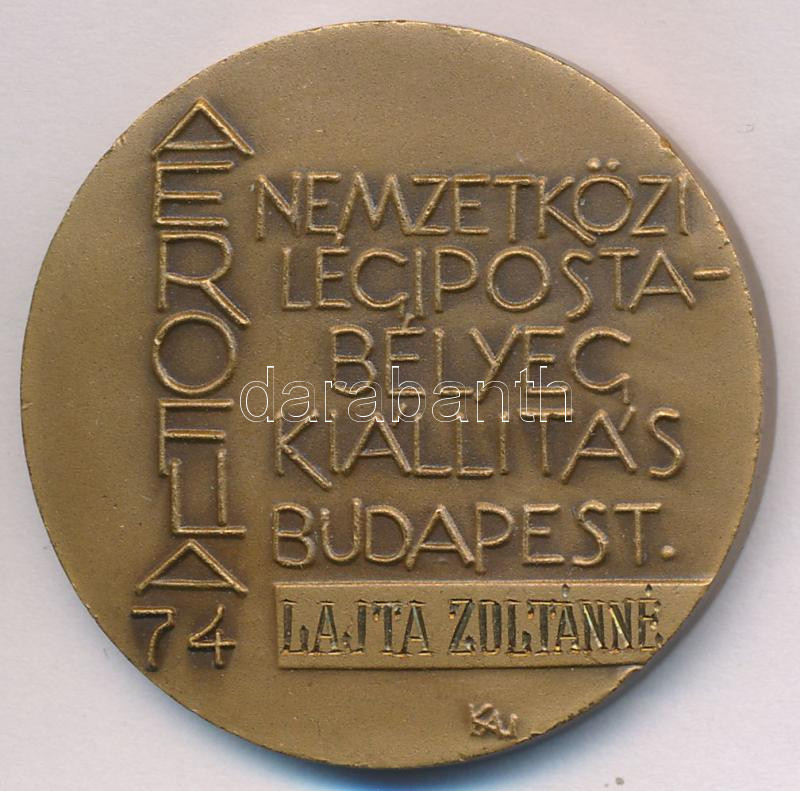 AEROFILA
74
NEMZETKÖZI
LÉGIPOSTA-
BÉLYEG
KIÁLLÍTÁS
BUDAPEST.
LAJTA ZOLTÁNNÉ
darabanth